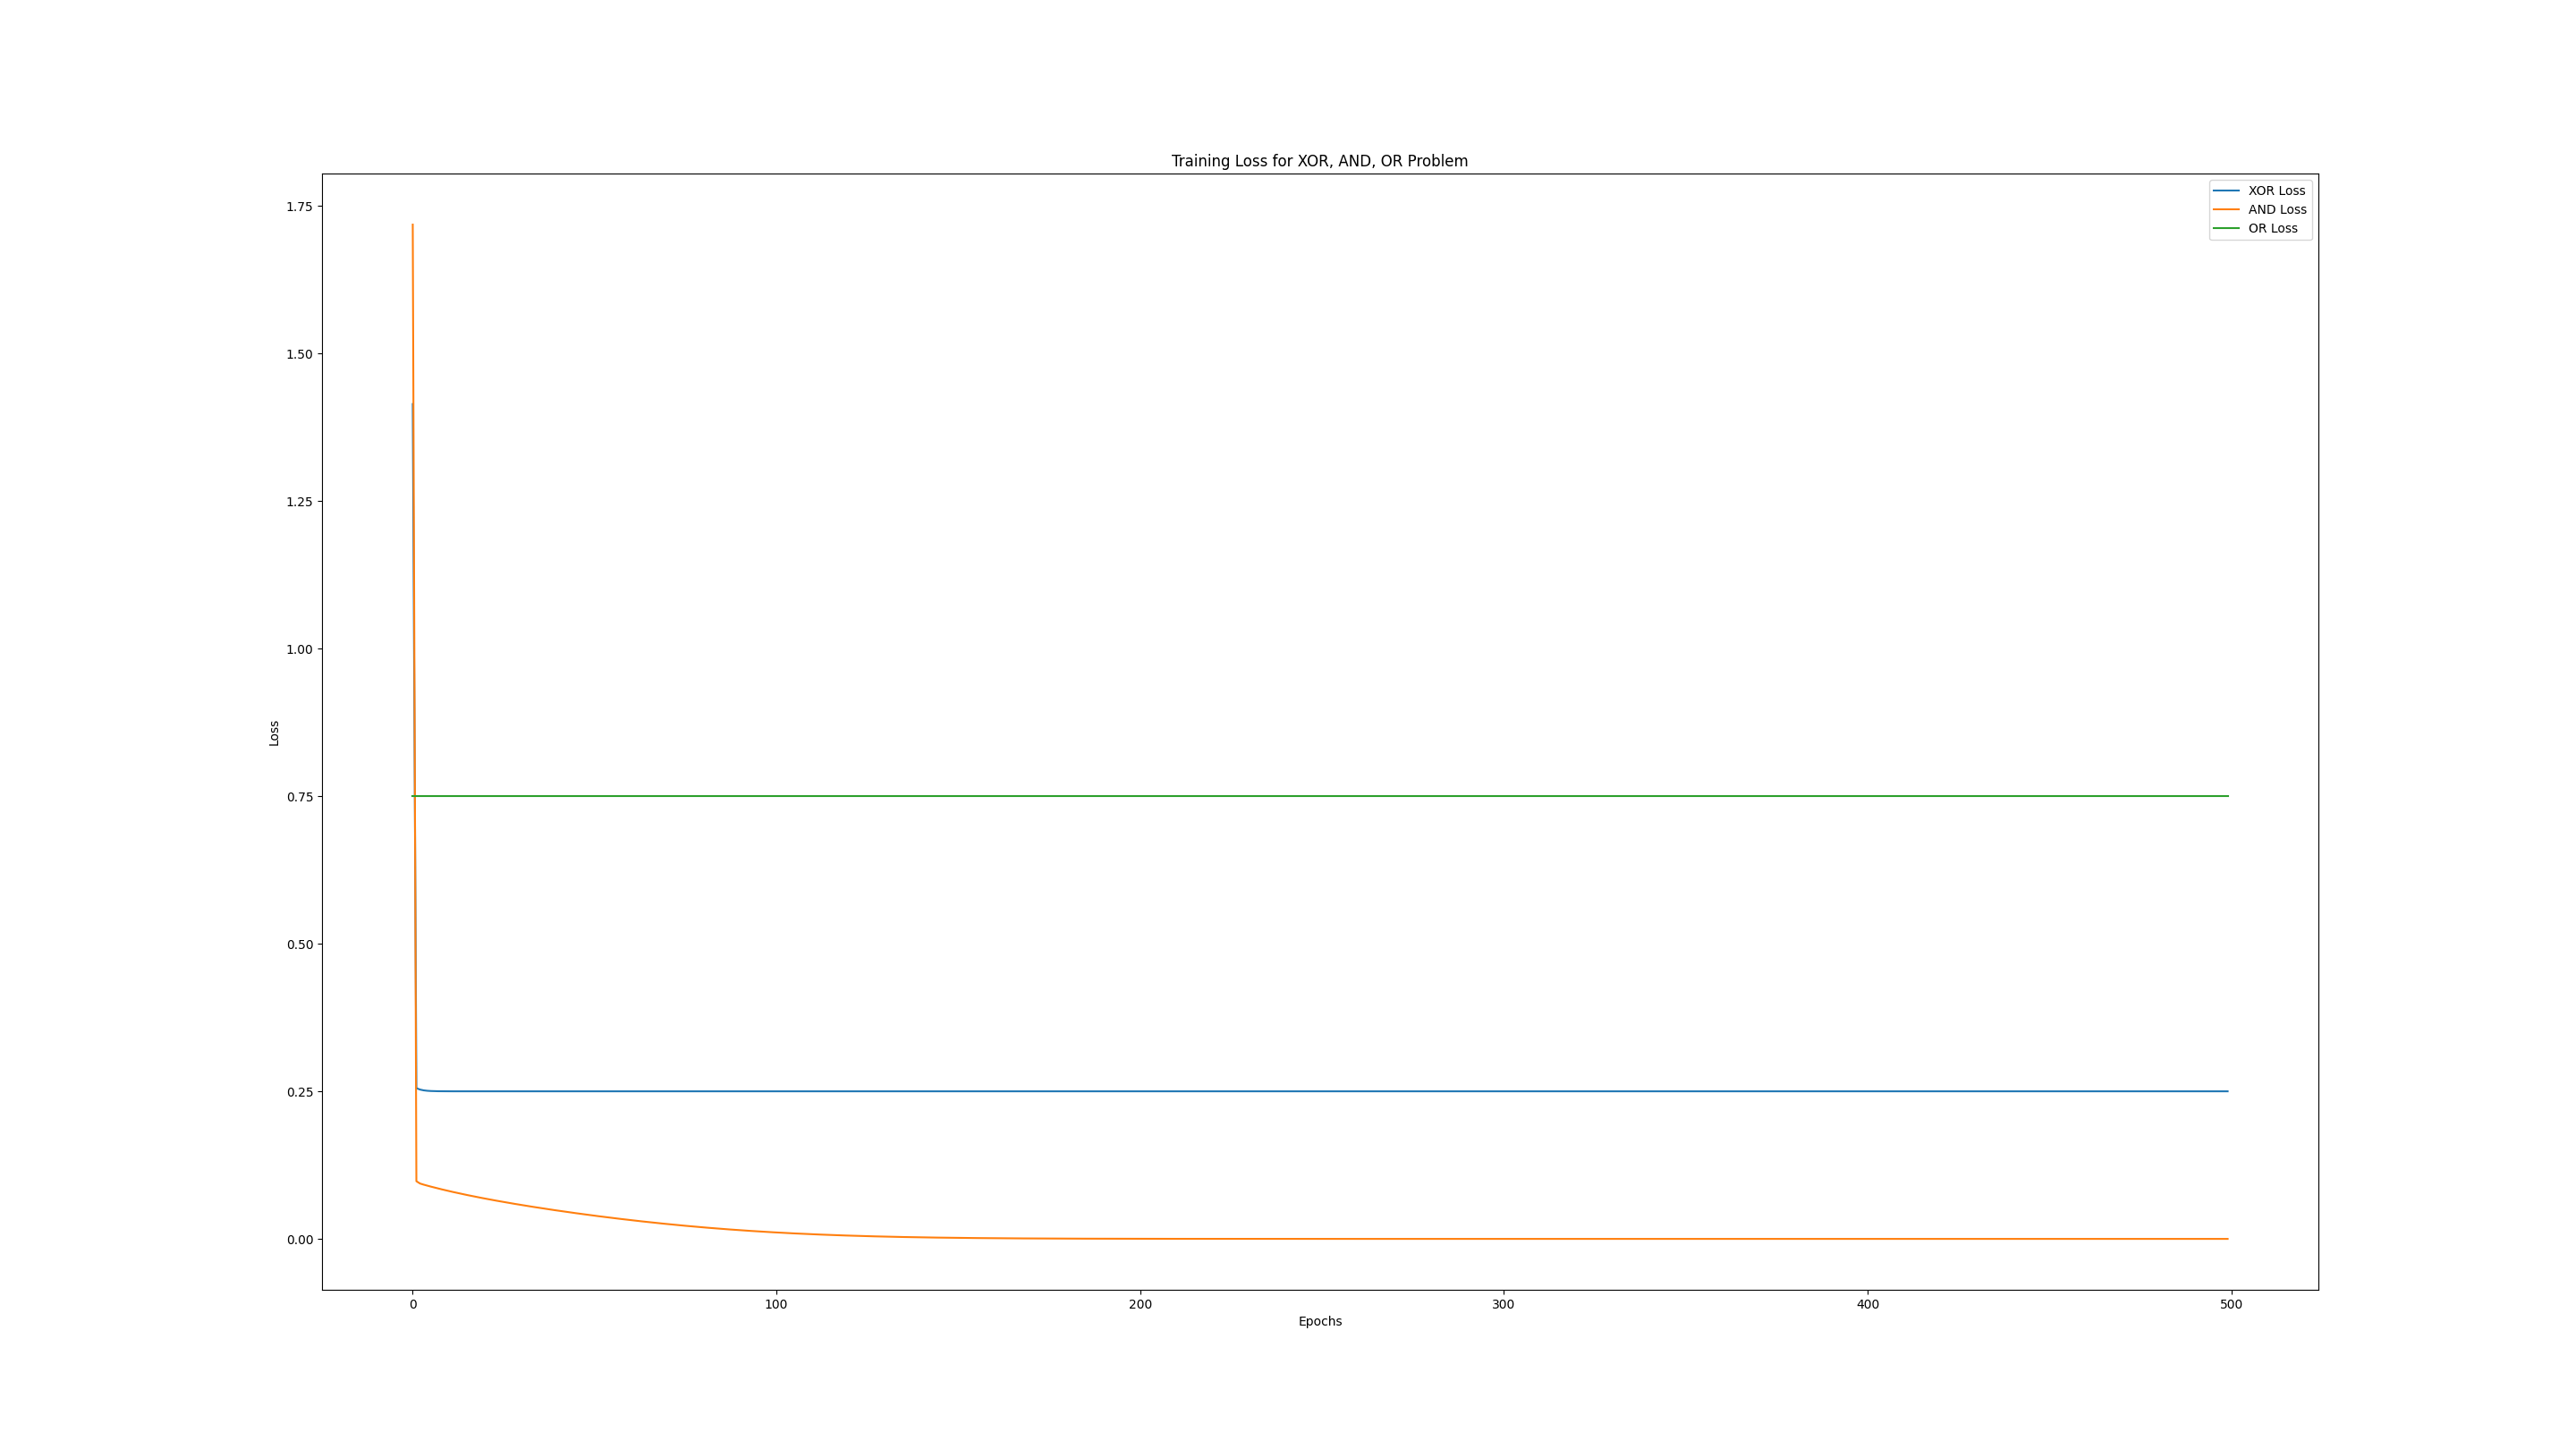 Training Loss for XOR, AND, OR Problem
XOR Loss
AND Loss
OR Loss
1.75
1.50
1.25
1.00
0.75
0.50
0.25
0.00
Loss
0
100
200
300
400
500
Epochs